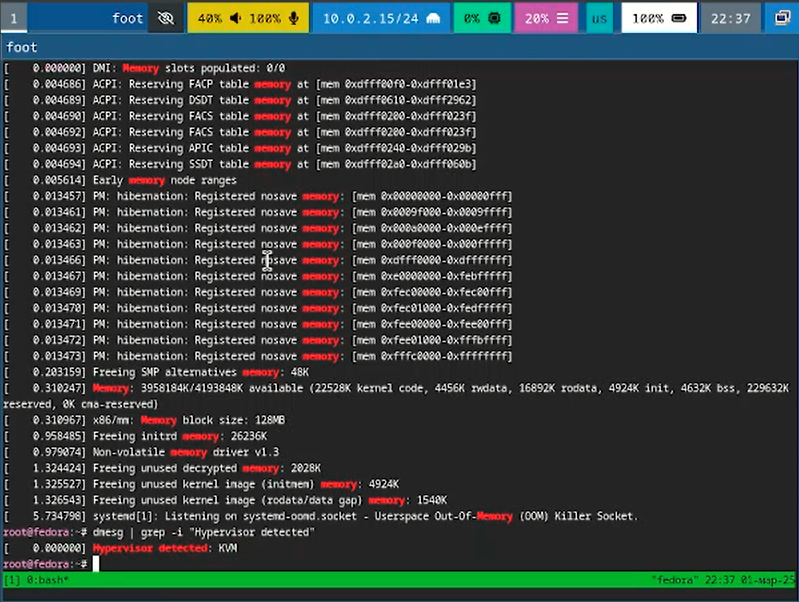 1 foot 40% 100% 10.0.2.15/24 0% 20% us 100% 22:37
foot
[    0.000000] DMI: Memory slots populated: 0/0
[    0.004686] ACPI: Reserving FACP table memory at [mem 0xdfff00f0-0xdfff01e3]
[    0.004689] ACPI: Reserving DSDT table memory at [mem 0xdfff0610-0xdfff2962]
[    0.004690] ACPI: Reserving FACS table memory at [mem 0xdfff0200-0xdfff023f]
[    0.004692] ACPI: Reserving FACS table memory at [mem 0xdfff0200-0xdfff023f]
[    0.004693] ACPI: Reserving APIC table memory at [mem 0xdfff0240-0xdfff029b]
[    0.004694] ACPI: Reserving SSDT table memory at [mem 0xdfff02a0-0xdfff060b]
[    0.005614] Early memory node ranges
[    0.013457] PM: hibernation: Registered nosave memory: [mem 0x00000000-0x00000fff]
[    0.013461] PM: hibernation: Registered nosave memory: [mem 0x0009f000-0x0009ffff]
[    0.013462] PM: hibernation: Registered nosave memory: [mem 0x000a0000-0x000effff]
[    0.013463] PM: hibernation: Registered nosave memory: [mem 0x000f0000-0x000fffff]
[    0.013466] PM: hibernation: Registered nosave memory: [mem 0xdfff0000-0xdfffffff]
[    0.013467] PM: hibernation: Registered nosave memory: [mem 0xe0000000-0xfebfffff]
[    0.013469] PM: hibernation: Registered nosave memory: [mem 0xfec00000-0xfec00fff]
[    0.013470] PM: hibernation: Registered nosave memory: [mem 0xfec01000-0xfedfffff]
[    0.013471] PM: hibernation: Registered nosave memory: [mem 0xfee00000-0xfee00fff]
[    0.013472] PM: hibernation: Registered nosave memory: [mem 0xfee01000-0xfffbffff]
[    0.013473] PM: hibernation: Registered nosave memory: [mem 0xfffc0000-0xffffffff]
[    0.203159] Freeing SMP alternatives memory: 48K
[    0.310247] Memory: 3958184K/4193848K available (22528K kernel code, 4456K rwdata, 16892K rodata, 4924K init, 4632K bss, 229632K
reserved, 0K cma-reserved)
[    0.310967] x86/mm: Memory block size: 128MB
[    0.958485] Freeing initrd memory: 26236K
[    0.979074] Non-volatile memory driver v1.3
[    1.324424] Freeing unused decrypted memory: 2028K
[    1.325527] Freeing unused kernel image (initmem) memory: 4924K
[    1.326543] Freeing unused kernel image (rodata/data gap) memory: 1540K
[    5.734798] systemd[1]: Listening on systemd-oomd.socket - Userspace Out-Of-Memory (OOM) Killer Socket.
root@fedora:~# dmesg | grep -i "Hypervisor detected"
[    0.000000] Hypervisor detected: KVM
root@fedora:~#
[1] 0:bash* "fedora" 22:37 01-мар-25